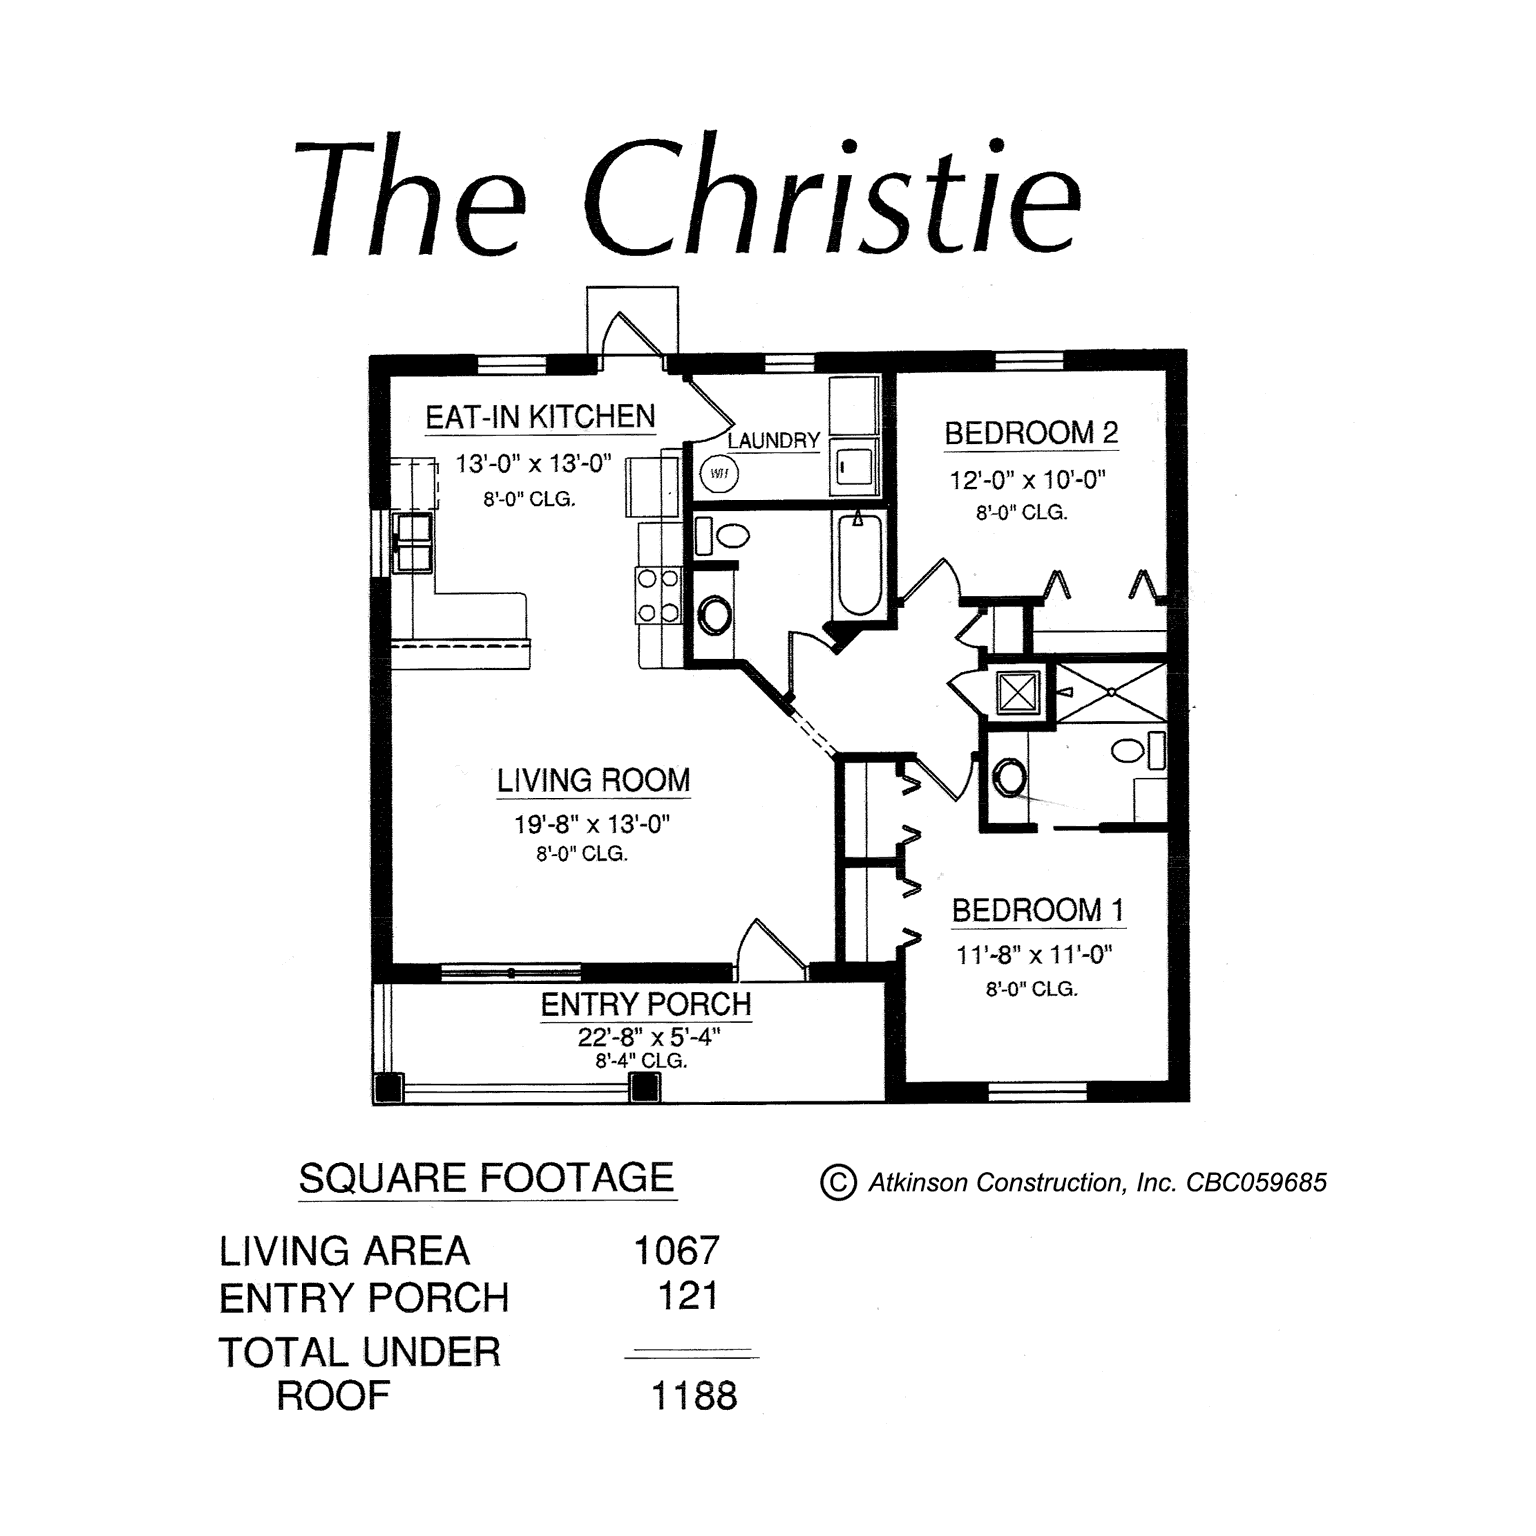 The Christie
EAT-IN KITCHEN
13'-0" x 13'-0"
8'-0" CLG.
LAUNDRY
WH
BEDROOM 2
12'-0" x 10'-0"
8'-0" CLG.
LIVING ROOM
19'-8" x 13'-0"
8'-0" CLG.
BEDROOM 1
11'-8" x 11'-0"
8'-0" CLG.
ENTRY PORCH
22'-8" x 5'-4"
8'-4" CLG.
SQUARE FOOTAGE
© Atkinson Construction, Inc. CBC059685
LIVING AREA 1067
ENTRY PORCH 121
TOTAL UNDER
ROOF 1188